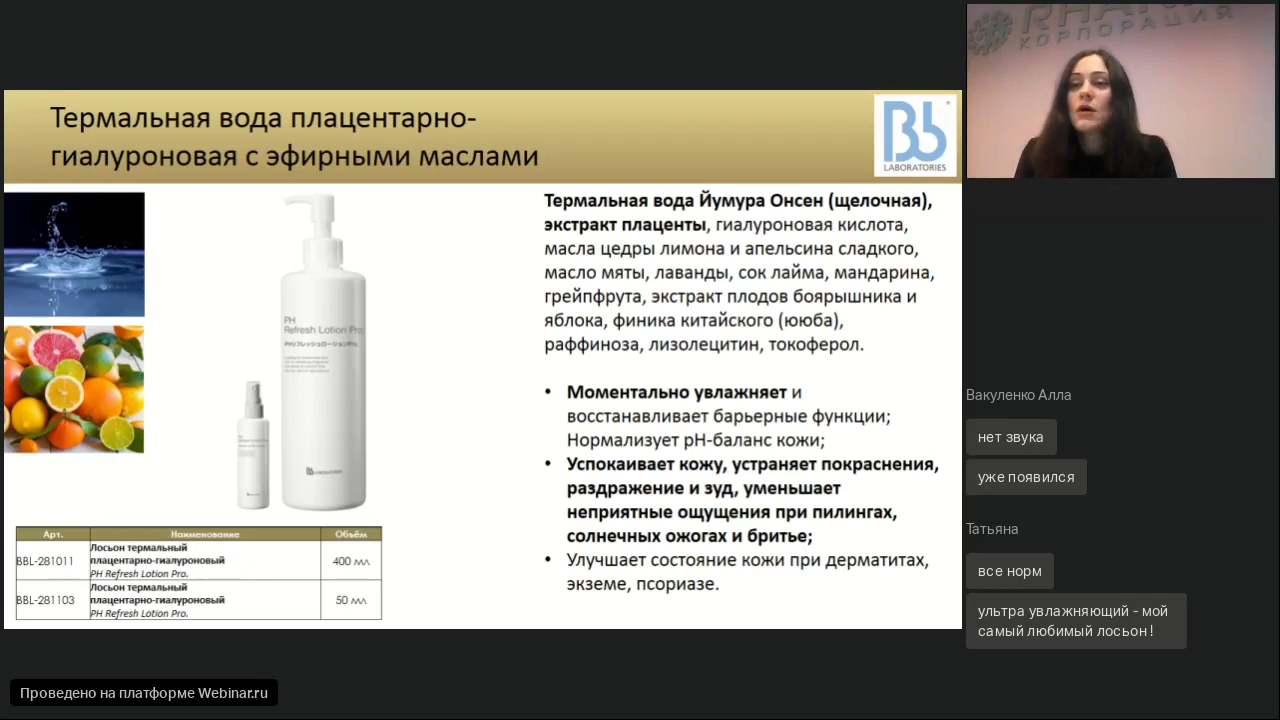 Термальная вода плацентарно-
гиалуроновая с эфирными маслами
Bb
LABORATORIES
Термальная вода Йумура Онсен (щелочная),
экстракт плаценты, гиалуроновая кислота,
масла цедры лимона и апельсина сладкого,
масло мяты, лаванды, сок лайма, мандарина,
грейпфрута, экстракт плодов боярышника и
яблока, финика китайского (ююба),
раффиноза, лизолецитин, токоферол.
• Моментально увлажняет и
восстанавливает барьерные функции;
Нормализует pH-баланс кожи;
• Успокаивает кожу, устраняет покраснения,
раздражение и зуд, уменьшает
неприятные ощущения при пилингах,
солнечных ожогах и бритье;
• Улучшает состояние кожи при дерматитах,
экземе, псориазе.
PH
Refresh Lotion Pro.
Арт. Наименование Объём
BBL-281011 Лосьон термальный
плацентарно-гиалуроновый
PH Refresh Lotion Pro. 400 мл
BBL-281103 Лосьон термальный
плацентарно-гиалуроновый
PH Refresh Lotion Pro. 50 мл
КОРПОРАЦИЯ
Вакуленко Алла
нет звука
уже появился
Татьяна
все норм
ультра увлажняющий - мой
самый любимый лосьон !
Проведено на платформе Webinar.ru